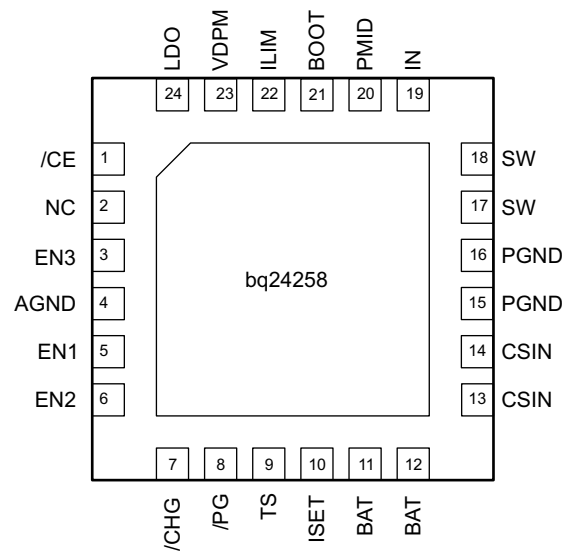 LDO
VDPM
ILIM
BOOT
PMID
IN
24
23
22
21
20
19
/CE 1
18 SW
NC 2
17 SW
EN3 3
16 PGND
bq24258
AGND 4
15 PGND
EN1 5
14 CSIN
EN2 6
13 CSIN
7
8
9
10
11
12
/CHG
/PG
TS
ISET
BAT
BAT